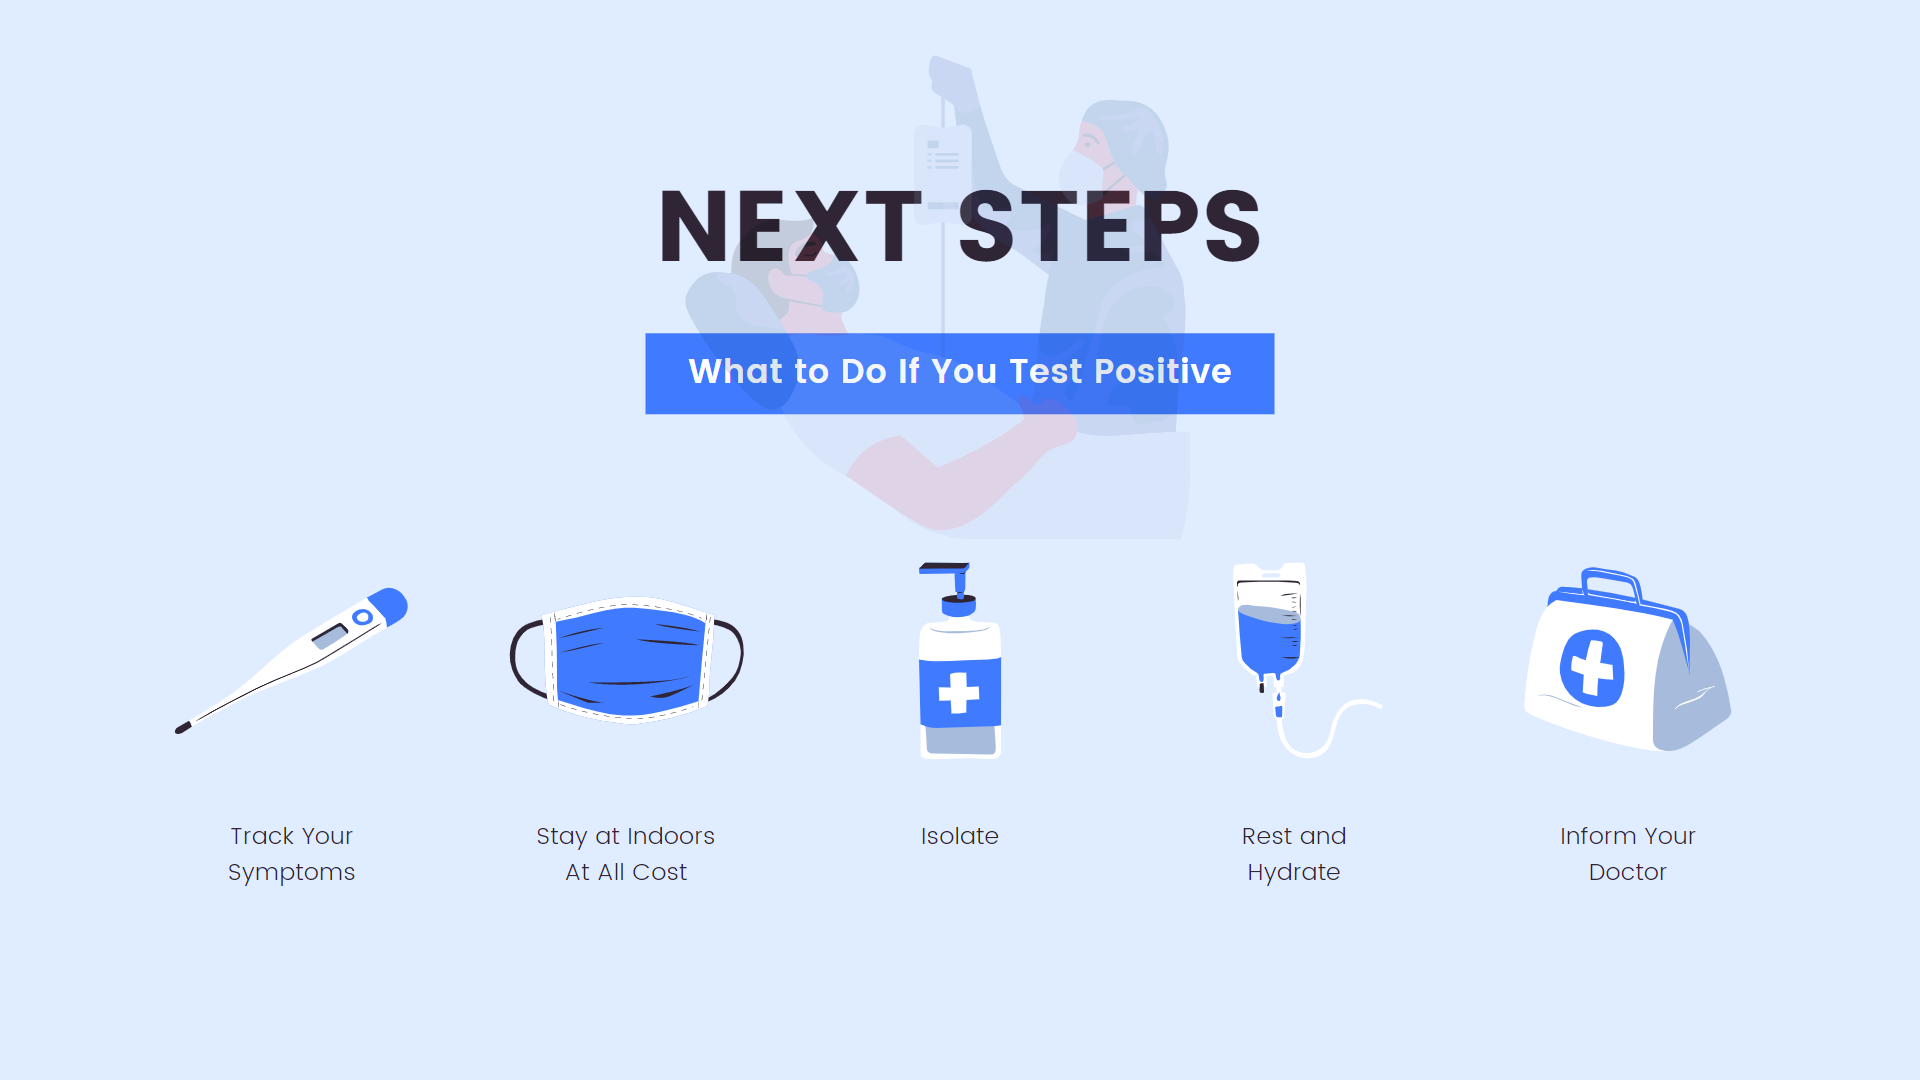 NEXT STEPS
What to Do If You Test Positive
Track Your
Symptoms
Stay at Indoors
At All Cost
Isolate
Rest and
Hydrate
Inform Your
Doctor